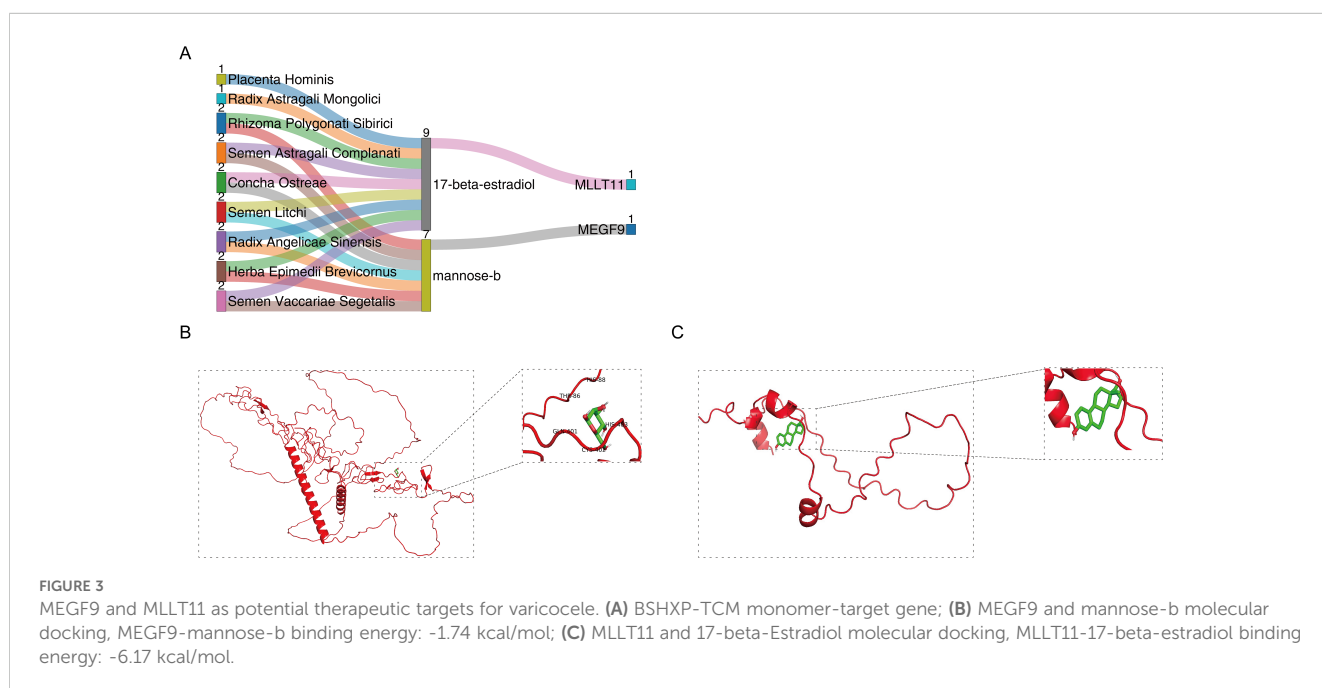 A
1
Placenta Hominis
1
Radix Astragali Mongolici
2
Rhizoma Polygonati Sibirici
2
Semen Astragali Complanati
2
Concha Ostreae
2
Semen Litchi
2
Radix Angelicae Sinensis
2
Herba Epimedii Brevicornus
2
Semen Vaccariae Segetalis
9
17-beta-estradiol
7
mannose-b
1
MLLT11
1
MEGF9
B
C
FIGURE 3
MEGF9 and MLLT11 as potential therapeutic targets for varicocele. (A) BSHXP-TCM monomer-target gene; (B) MEGF9 and mannose-b molecular
docking, MEGF9-mannose-b binding energy: -1.74 kcal/mol; (C) MLLT11 and 17-beta-Estradiol molecular docking, MLLT11-17-beta-estradiol binding
energy: -6.17 kcal/mol.